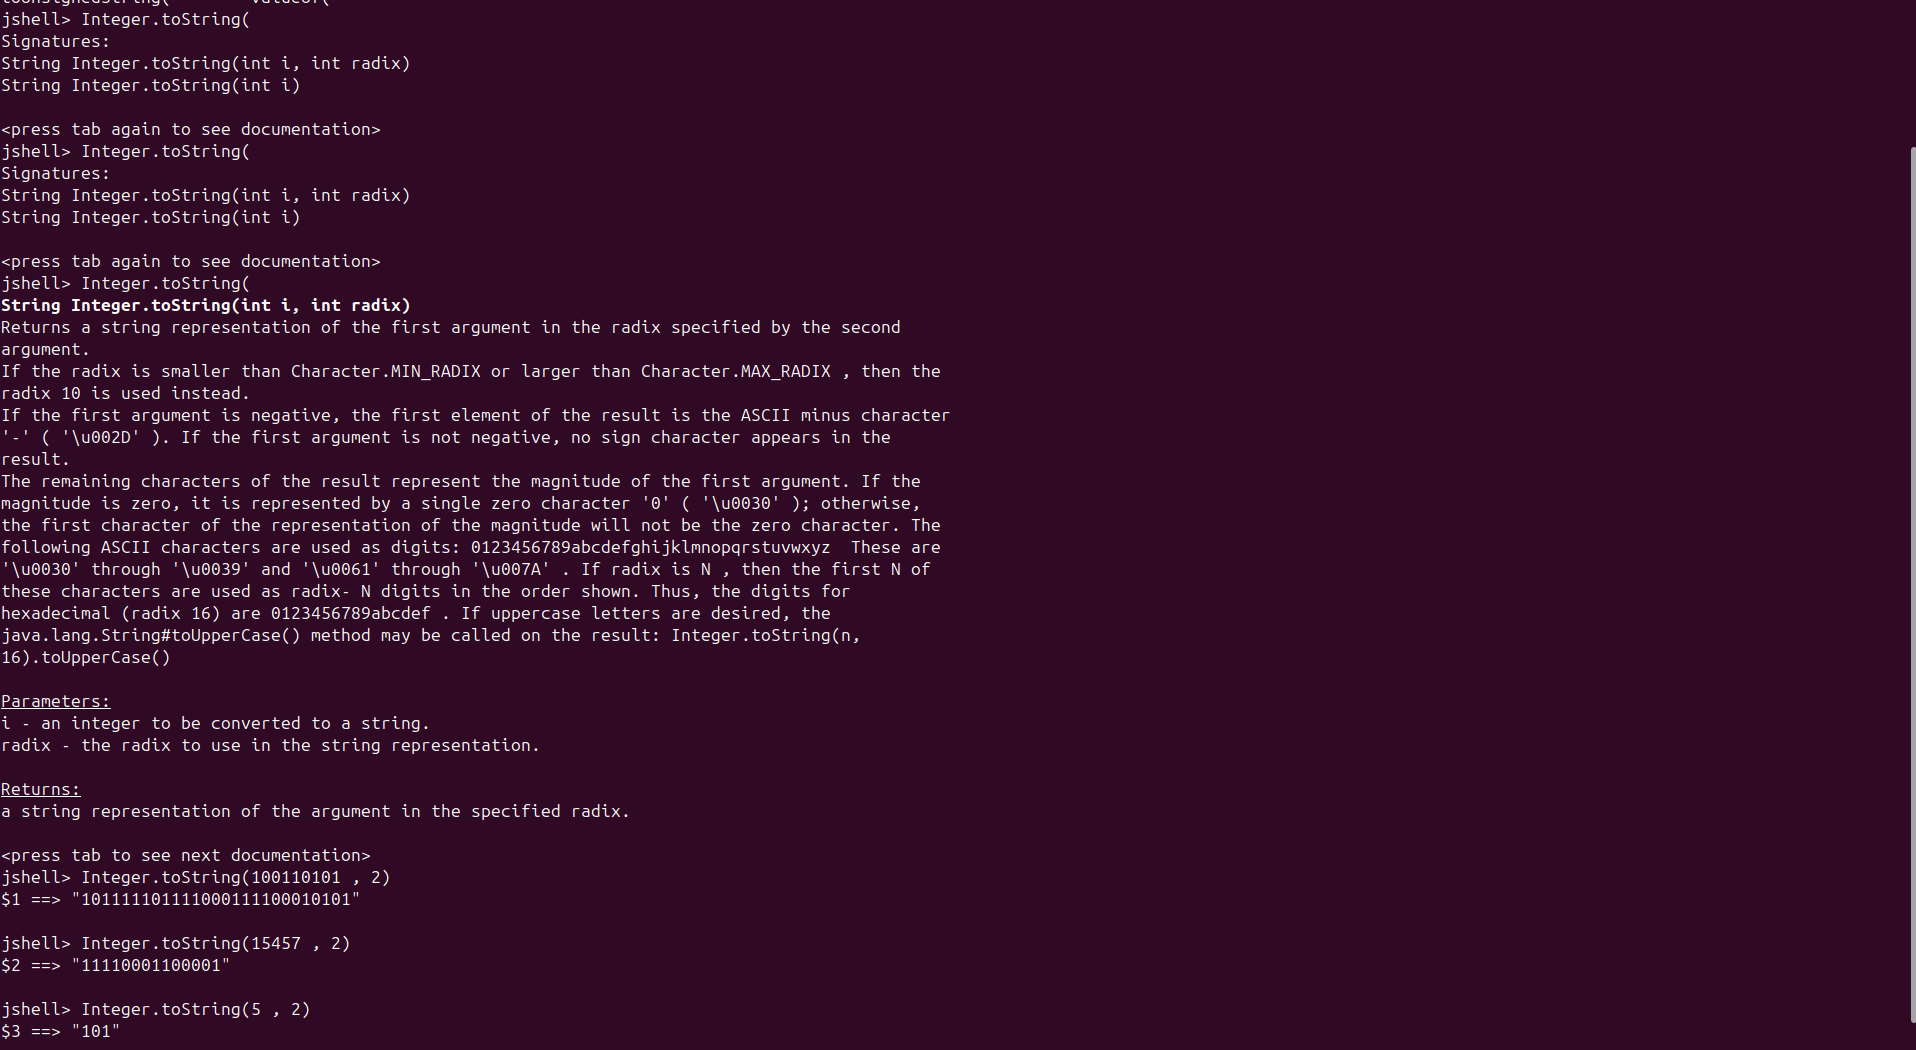 jshell> Integer.toString(
Signatures:
String Integer.toString(int i, int radix)
String Integer.toString(int i)
<press tab again to see documentation>
jshell> Integer.toString(
Signatures:
String Integer.toString(int i, int radix)
String Integer.toString(int i)
<press tab again to see documentation>
jshell> Integer.toString(
String Integer.toString(int i, int radix)
Returns a string representation of the first argument in the radix specified by the second
argument.
If the radix is smaller than Character.MIN_RADIX or larger than Character.MAX_RADIX , then the
radix 10 is used instead.
If the first argument is negative, the first element of the result is the ASCII minus character
'-' ( '\u002D' ). If the first argument is not negative, no sign character appears in the
result.
The remaining characters of the result represent the magnitude of the first argument. If the
magnitude is zero, it is represented by a single zero character '0' ( '\u0030' ); otherwise,
the first character of the representation of the magnitude will not be the zero character. The
following ASCII characters are used as digits: 0123456789abcdefghijklmnopqrstuvwxyz  These are
'\u0030' through '\u0039' and '\u0061' through '\u007A' . If radix is N , then the first N of
these characters are used as radix- N digits in the order shown. Thus, the digits for
hexadecimal (radix 16) are 0123456789abcdef . If uppercase letters are desired, the
java.lang.String#toUpperCase() method may be called on the result: Integer.toString(n,
16).toUpperCase()
Parameters:
i - an integer to be converted to a string.
radix - the radix to use in the string representation.
Returns:
a string representation of the argument in the specified radix.
<press tab to see next documentation>
jshell> Integer.toString(100110101 , 2)
$1 ==> "101111101111000111100010101"
jshell> Integer.toString(15457 , 2)
$2 ==> "11110001100001"
jshell> Integer.toString(5 , 2)
$3 ==> "101"